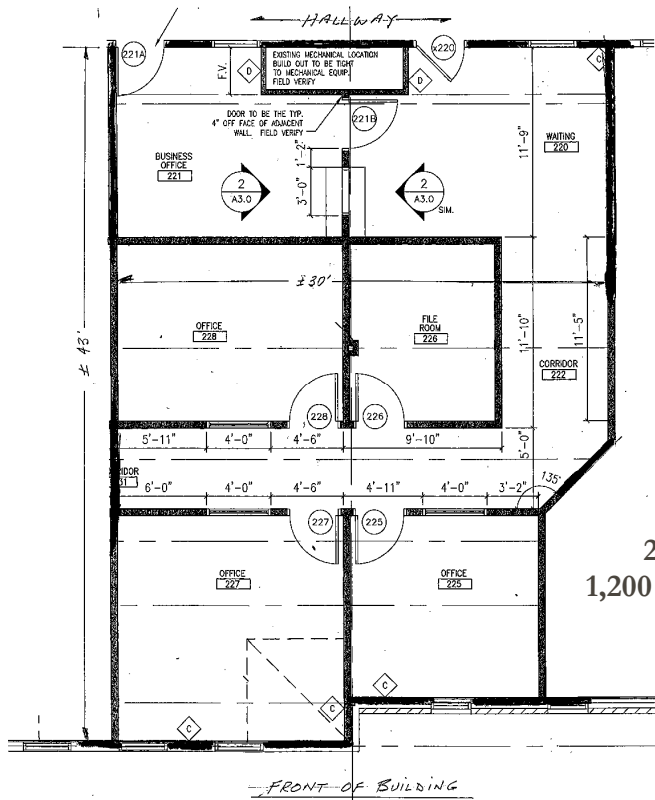 HALLWAY
221A
F.V.
D
EXISTING MECHANICAL LOCATION
BUILD OUT TO BE TIGHT
TO MECHANICAL EQUIP.
FIELD VERIFY
D
x220
C
DOOR TO BE THE TYP.
4" OFF FACE OF ADJACENT
WALL. FIELD VERIFY
221B
BUSINESS
OFFICE
221
2
A3.0
1'-2"
3'-0"
2
A3.0
SIM.
11'-9"
WAITING
220
± 30'
± 43'
OFFICE
228
FILE
ROOM
226
11'-10"
11'-5"
CORRIDOR
222
228
226
5'-11"
4'-0"
4'-6"
9'-10"
5'-0"
IDOR
31
6'-0"
4'-0"
4'-6"
4'-11"
4'-0"
3'-2"
135°
227
225
OFFICE
227
OFFICE
225
2
1,200
C
C
C
FRONT OF BUILDING